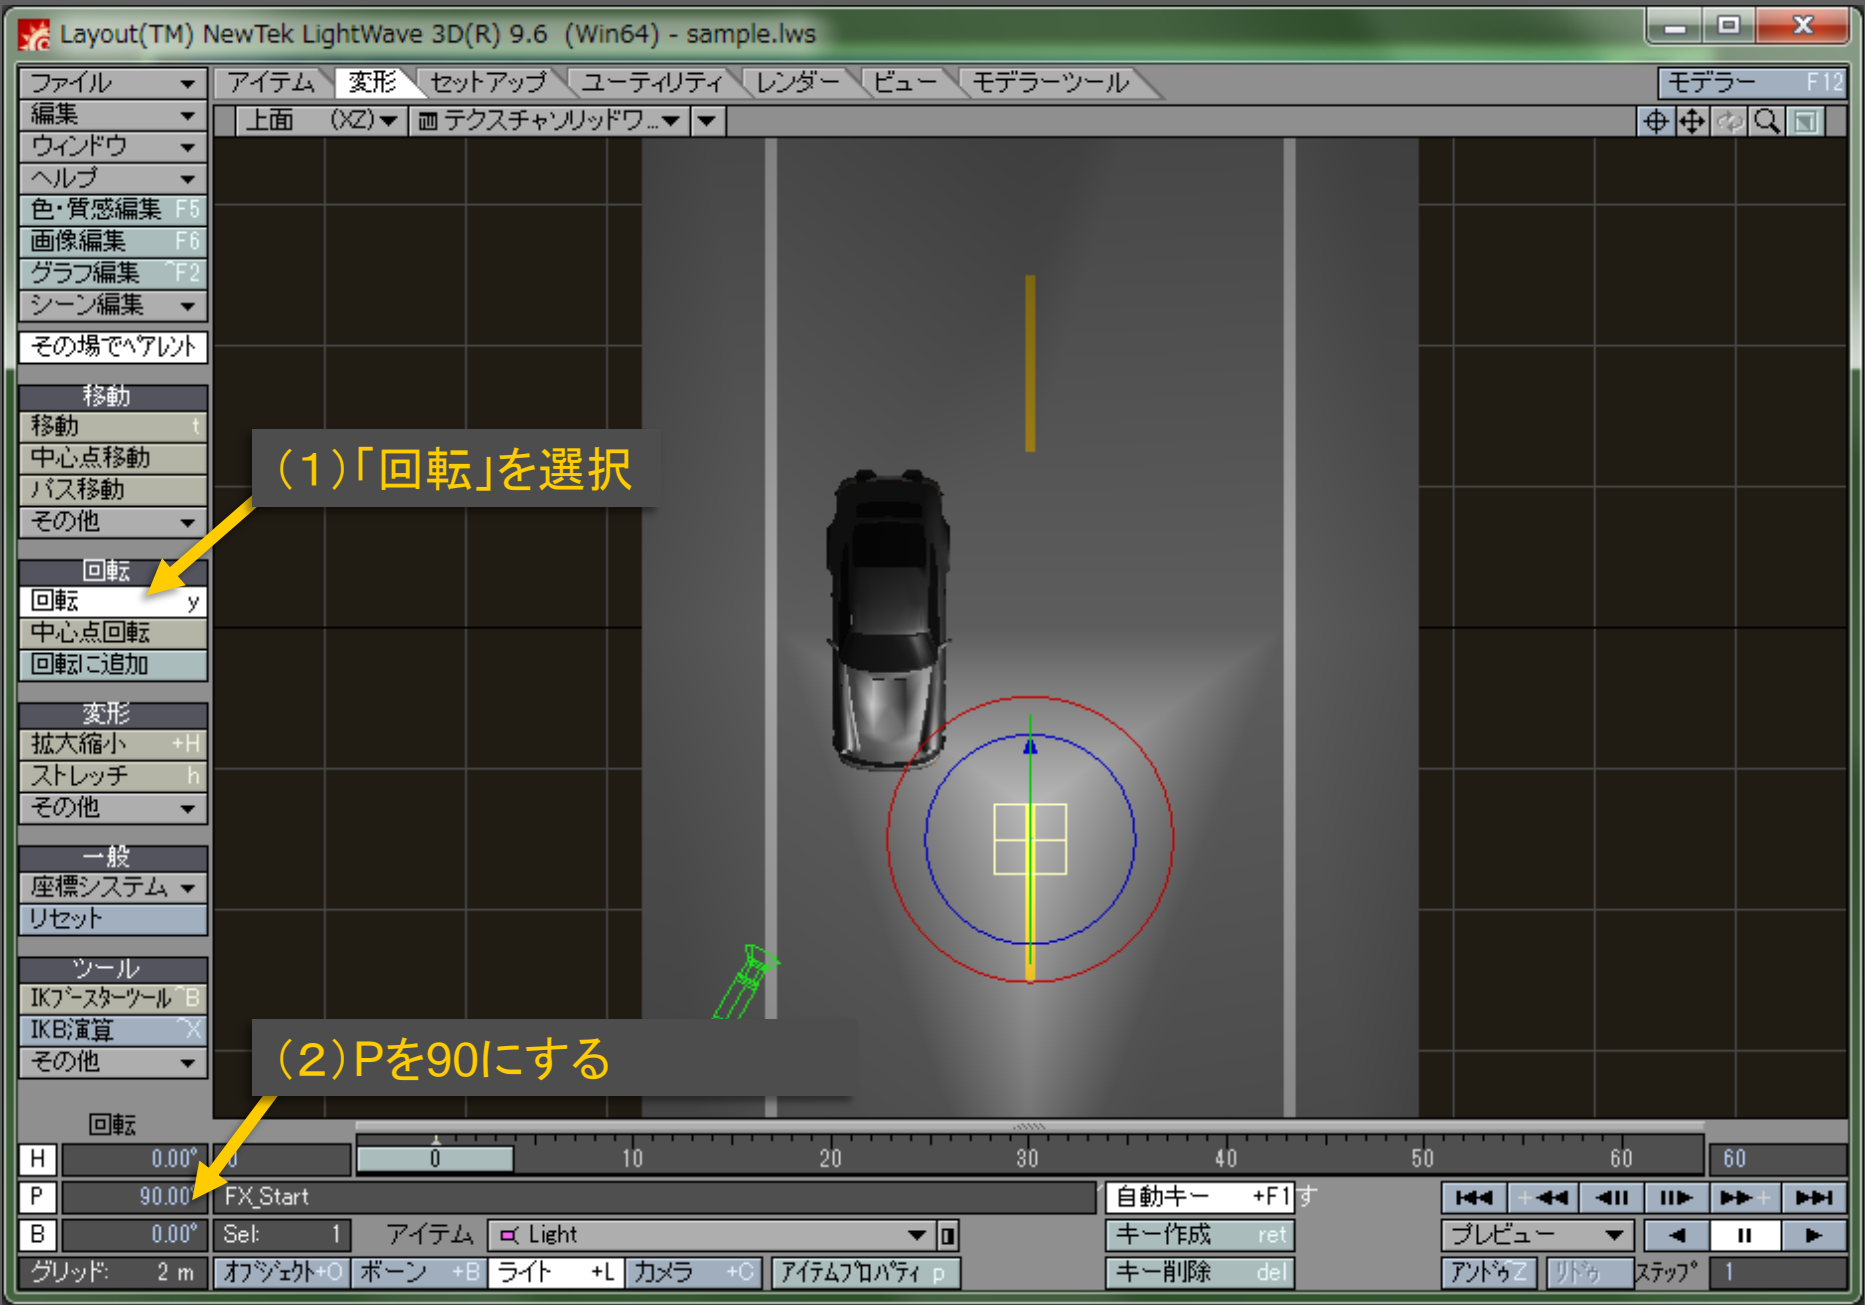 Layout(TM) NewTek LightWave 3D(R) 9.6 (Win64) - sample.lws
ファイル
アイテム 変形 セットアップ ユーティリティ レンダー ビュー モデラーツール
モデラー F12
編集
上面 (XZ) テクスチャソリッドワ...
ウィンドウ
ヘルプ
色・質感編集 F5
画像編集 F6
グラフ編集 ^F2
シーン編集
その場でペアレント
移動
移動 t
中心点移動
パス移動
その他
(1)「回転」を選択
回転
回転 y
中心点回転
回転に追加
変形
拡大縮小 +H
ストレッチ h
その他
一般
座標システム
リセット
ツール
IKブースターツール ^B
IKB演算 ^X
その他
(2)Pを90にする
回転
H 0.00°
0 0 10 20 30 40 50 60 60
P 90.00°
FX_Start
自動キー +F1 す
B 0.00°
Sel: 1 アイテム Light
キー作成 ret
プレビュー
グリッド: 2 m
オブジェクト +O ボーン +B ライト +L カメラ +C アイテムプロパティ p
キー削除 del
アンドゥ Z リドゥ ステップ 1